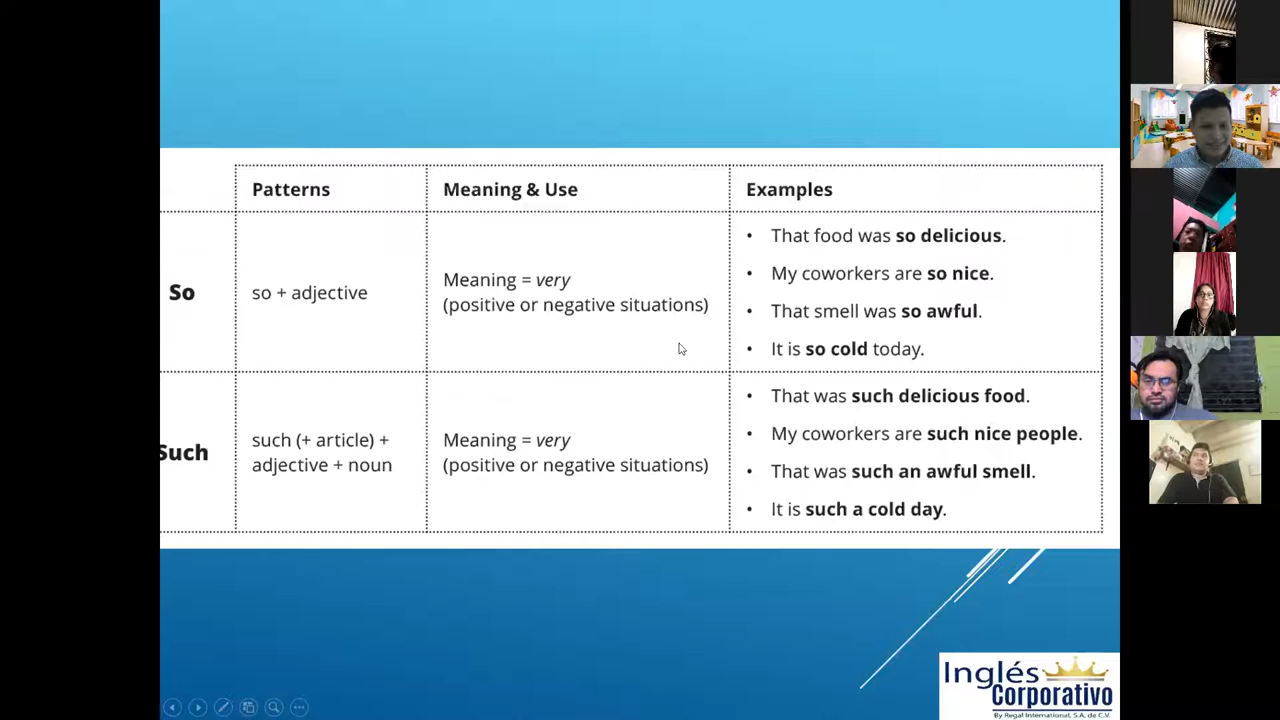 Patterns
Meaning & Use
Examples
So
so + adjective
Meaning = very
(positive or negative situations)
• That food was so delicious.
• My coworkers are so nice.
• That smell was so awful.
• It is so cold today.
Such
such (+ article) +
adjective + noun
Meaning = very
(positive or negative situations)
• That was such delicious food.
• My coworkers are such nice people.
• That was such an awful smell.
• It is such a cold day.
Inglés
Corporativo
By Regal International, S.A. de C.V.